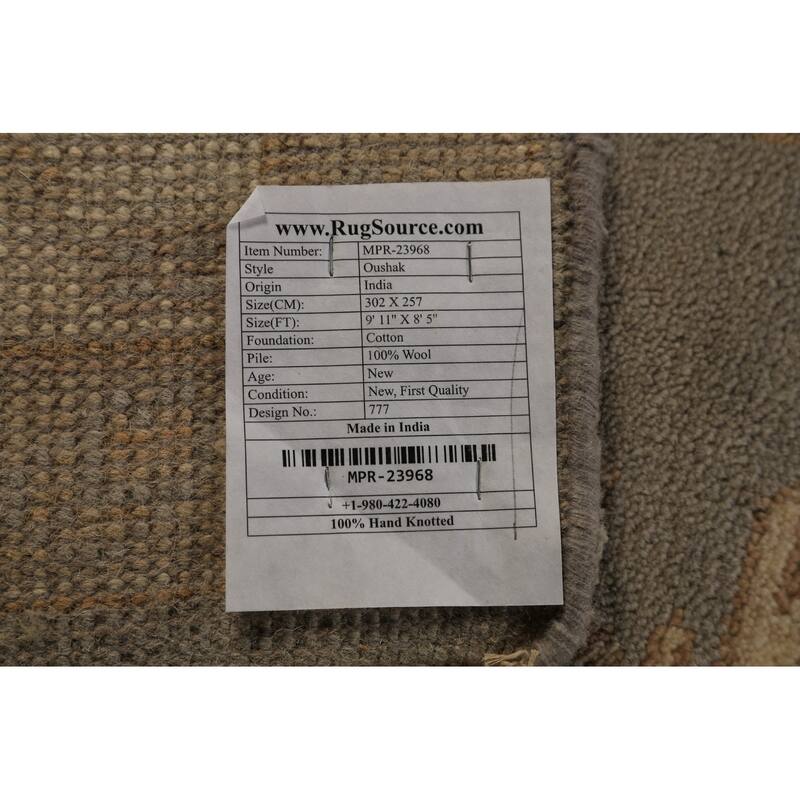 www.RugSource.com
Item Number: MPR-23968
Style Oushak
Origin India
Size(CM): 302 X 257
Size(FT): 9' 11" X 8' 5"
Foundation: Cotton
Pile: 100% Wool
Age: New
Condition: New, First Quality
Design No.: 777
Made in India
MPR-23968
+1-980-422-4080
100% Hand Knotted